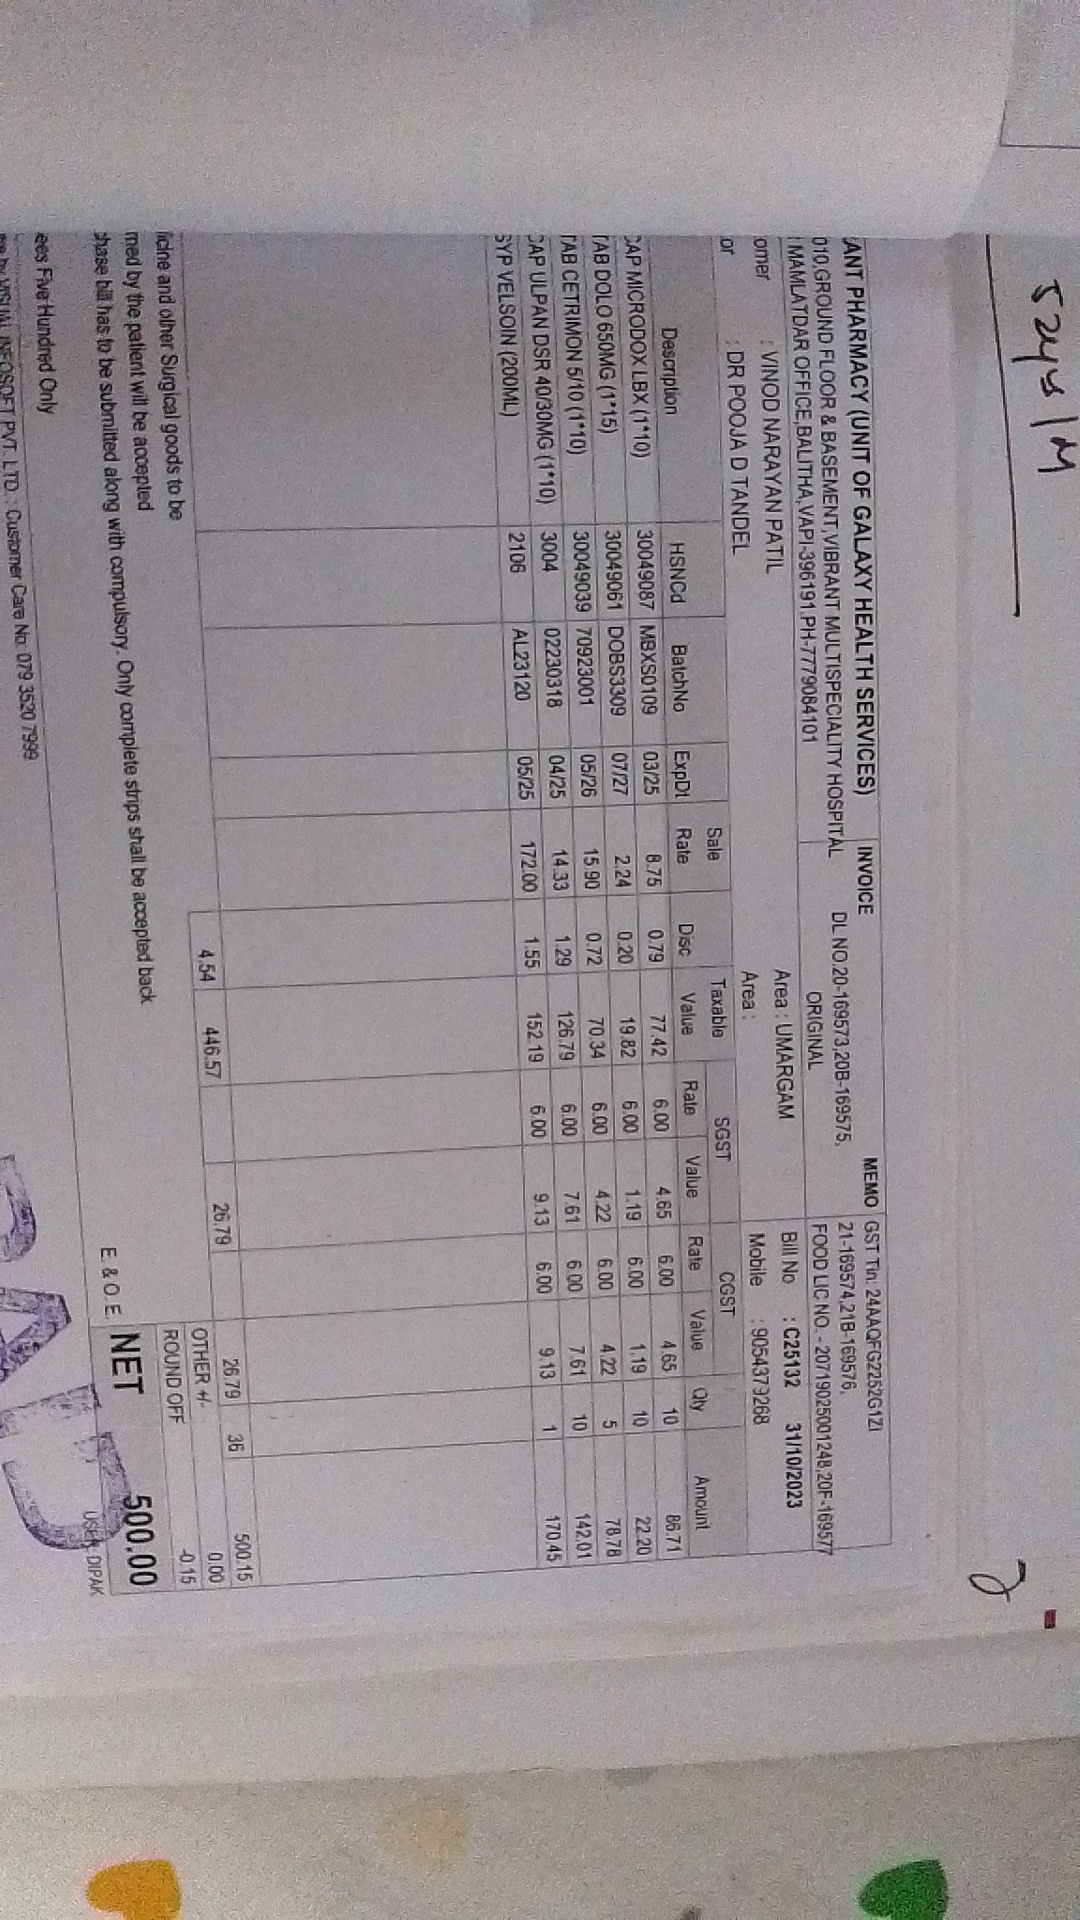 52yrs/M
2
CANT PHARMACY (UNIT OF GALAXY HEALTH SERVICES) INVOICE MEMO GST Tin: 24AAQFG2252G1ZI
010,GROUND FLOOR & BASEMENT,VIBRANT MULTISPECIALITY HOSPITAL DL NO.20-169573,20B-169575, 21-169574,21B-169576,
MAMLATDAR OFFICE,BALITHA,VAPI-396191.PH-7779084101 ORIGINAL FOOD LIC NO.-20719025001248,20F-169577
omer : VINOD NARAYAN PATIL Area : UMARGAM Bill No : C25132 31/10/2023
or : DR POOJA D TANDEL Area : Mobile : 9054379268
Description HSNCd BatchNo ExpDt Sale Rate Disc Taxable Value SGST Rate Value CGST Rate Value Qty Amount
CAP MICRODOX LBX (1*10) 30049087 MBXS0109 03/25 8.75 0.79 77.42 6.00 4.65 6.00 4.65 10 86.71
TAB DOLO 650MG (1*15) 30049061 DOBS3309 07/27 2.24 0.20 19.82 6.00 1.19 6.00 1.19 10 22.20
TAB CETRIMON 5/10 (1*10) 30049039 70923001 05/26 15.90 0.72 70.34 6.00 4.22 6.00 4.22 5 78.78
CAP ULPAN DSR 40/30MG (1*10) 3004 02230318 04/25 14.33 1.29 126.79 6.00 7.61 6.00 7.61 10 142.01
SYP VELSOIN (200ML) 2106 AL23120 05/25 172.00 1.55 152.19 6.00 9.13 6.00 9.13 1 170.45
4.54 446.57 26.79 26.79 36 500.15
OTHER +/- 0.00
dicine and other Surgical goods to be ROUND OFF -0.15
rned by the patient will be accepted
chase bill has to be submitted along with compulsory. Only complete strips shall be accepted back E. & O. E. NET 500.00
USER: DIPAK
ees Five Hundred Only
VISUAL INFOSOFT PVT. LTD. : Customer Care No. 079 3520 7999